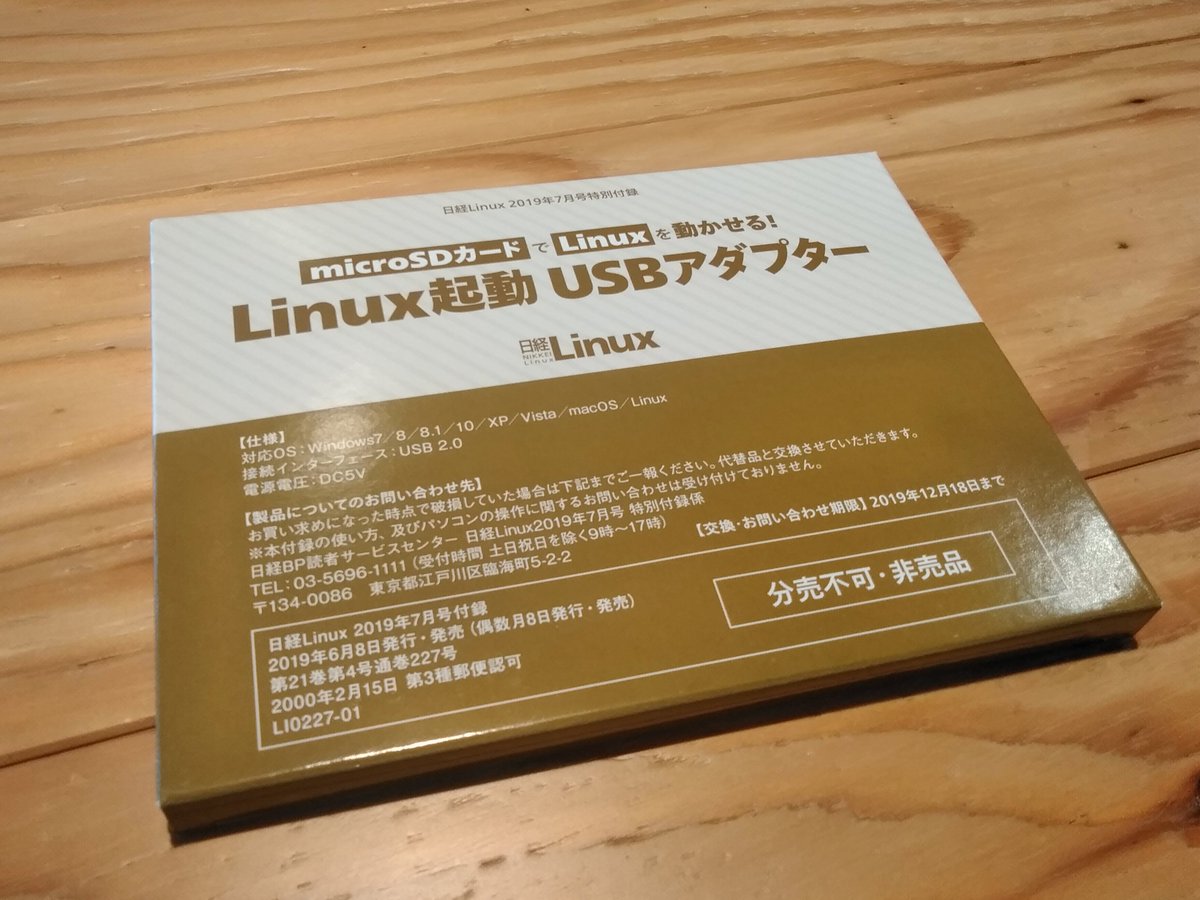 日経Linux 2019年7月号特別付録
microSDカードでLinuxを動かせる!
Linux起動 USBアダプター
日経Linux
NIKKEI
Linux
【仕様】
対応OS：Windows7／8／8.1／10／XP／Vista／macOS／Linux
接続インターフェース：USB 2.0
電源電圧：DC5V
【製品についてのお問い合わせ先】
お買い求めになった時点で破損していた場合は下記までご一報ください。代替品と交換させていただきます。
※本付録の使い方、及びパソコンの操作に関するお問い合わせは受け付けておりません。
日経BP読者サービスセンター 日経Linux2019年7月号 特別付録係
TEL：03-5696-1111（受付時間 土日祝日を除く9時～17時）
〒134-0086 東京都江戸川区臨海町5-2-2
【交換・お問い合わせ期限】2019年12月18日まで
日経Linux 2019年7月号付録
2019年6月8日発行・発売（偶数月8日発行・発売）
第21巻第4号通巻227号
2000年2月15日 第3種郵便認可
LI0227-01
分売不可・非売品